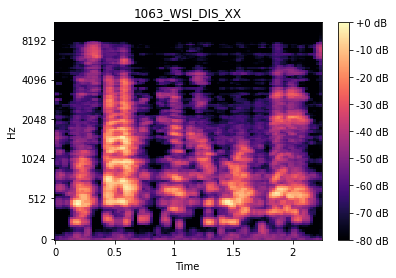 1063_WSI_DIS_XX
Hz
8192
4096
2048
1024
512
0
0
0.5
1
1.5
2
Time
+0 dB
-10 dB
-20 dB
-30 dB
-40 dB
-50 dB
-60 dB
-70 dB
-80 dB